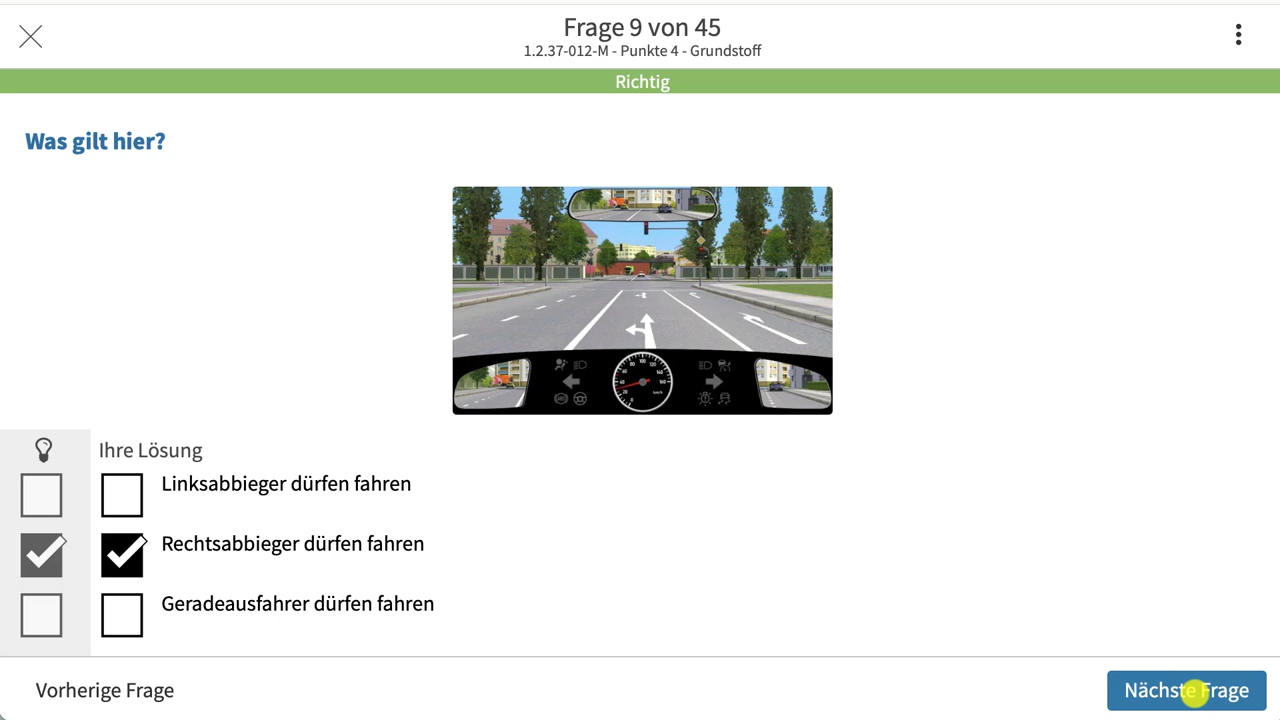 Frage 9 von 45
1.2.37-012-M - Punkte 4 - Grundstoff
Richtig
Was gilt hier?
Ihre Lösung
Linksabbieger dürfen fahren
Rechtsabbieger dürfen fahren
Geradeausfahrer dürfen fahren
Vorherige Frage
Nächste Frage